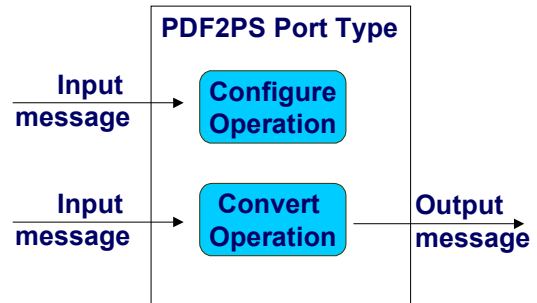 PDF2PS Port Type
Input
message
Configure
Operation
Input
message
Convert
Operation
Output
message